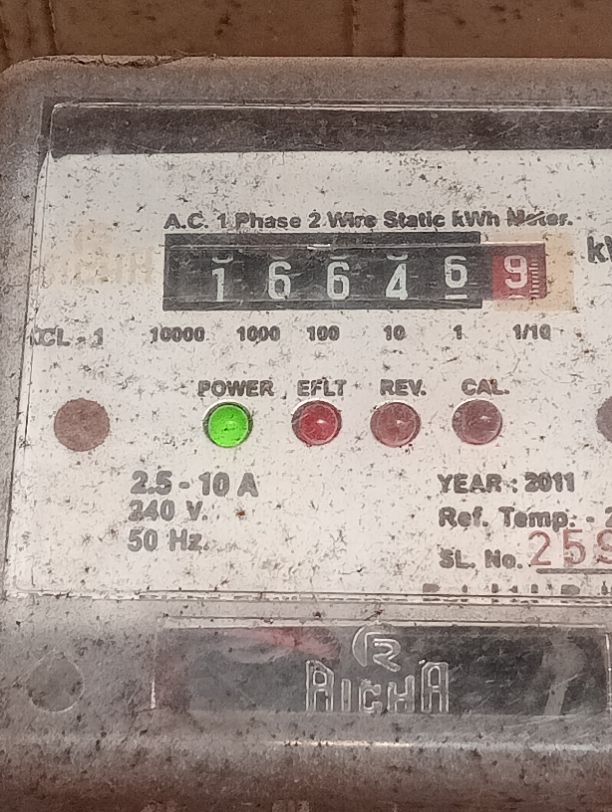 A.C. 1 Phase 2 Wire Static kWh Meter.
1 6 6 4 6 9
CL - 1 10000 1000 100 10 1 1/10
POWER EFLT REV. CAL.
2.5 - 10 A
240 V.
50 Hz.
YEAR : 2011
Ref. Temp. -
SL. No. 259
R
AICHA